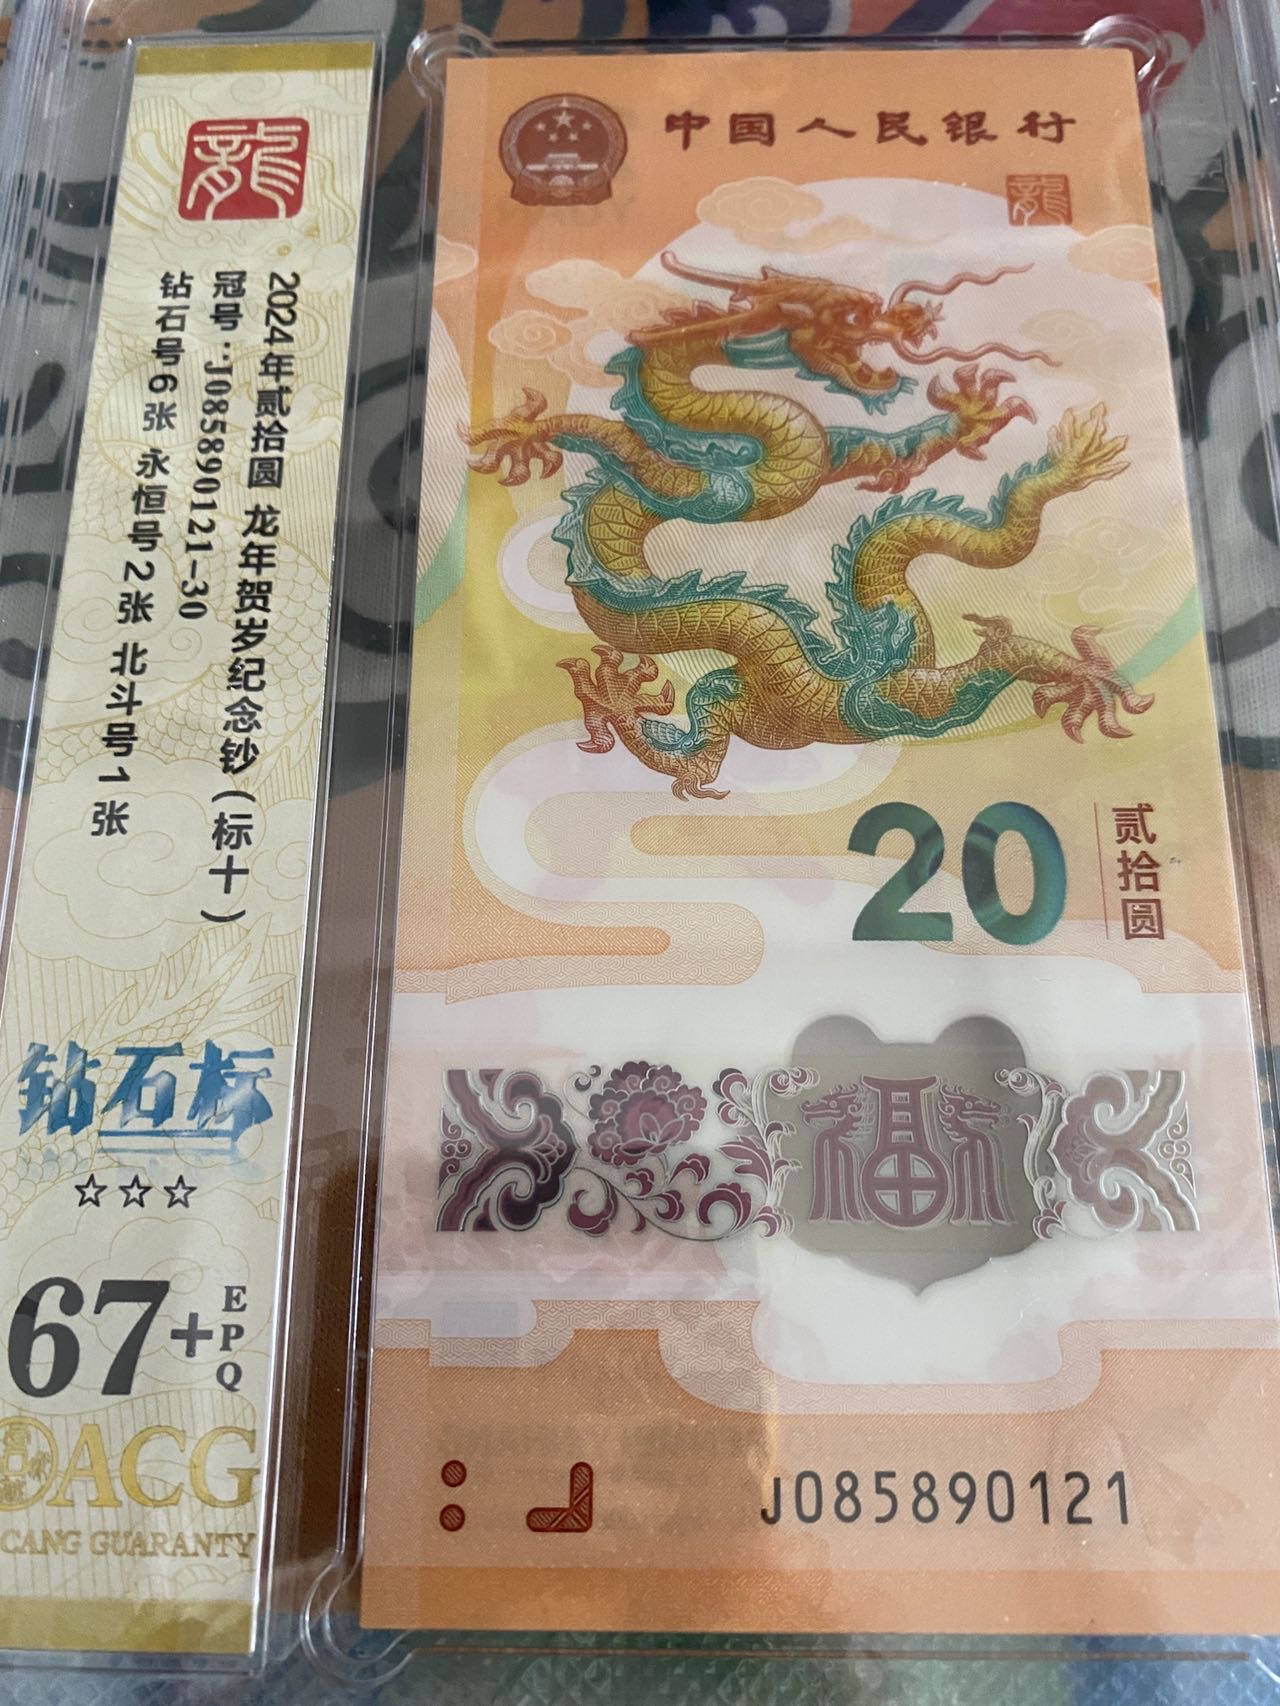 龍
2024年贰拾圆 龙年贺岁纪念钞(标十)
冠号:J085890121-30
钻石号6张 永恒号2张 北斗号1张
钻石标
☆☆☆
67+
EPQ
ACG
CANG GUARANTY
中国人民银行
龍
20
贰拾圆
福
J085890121